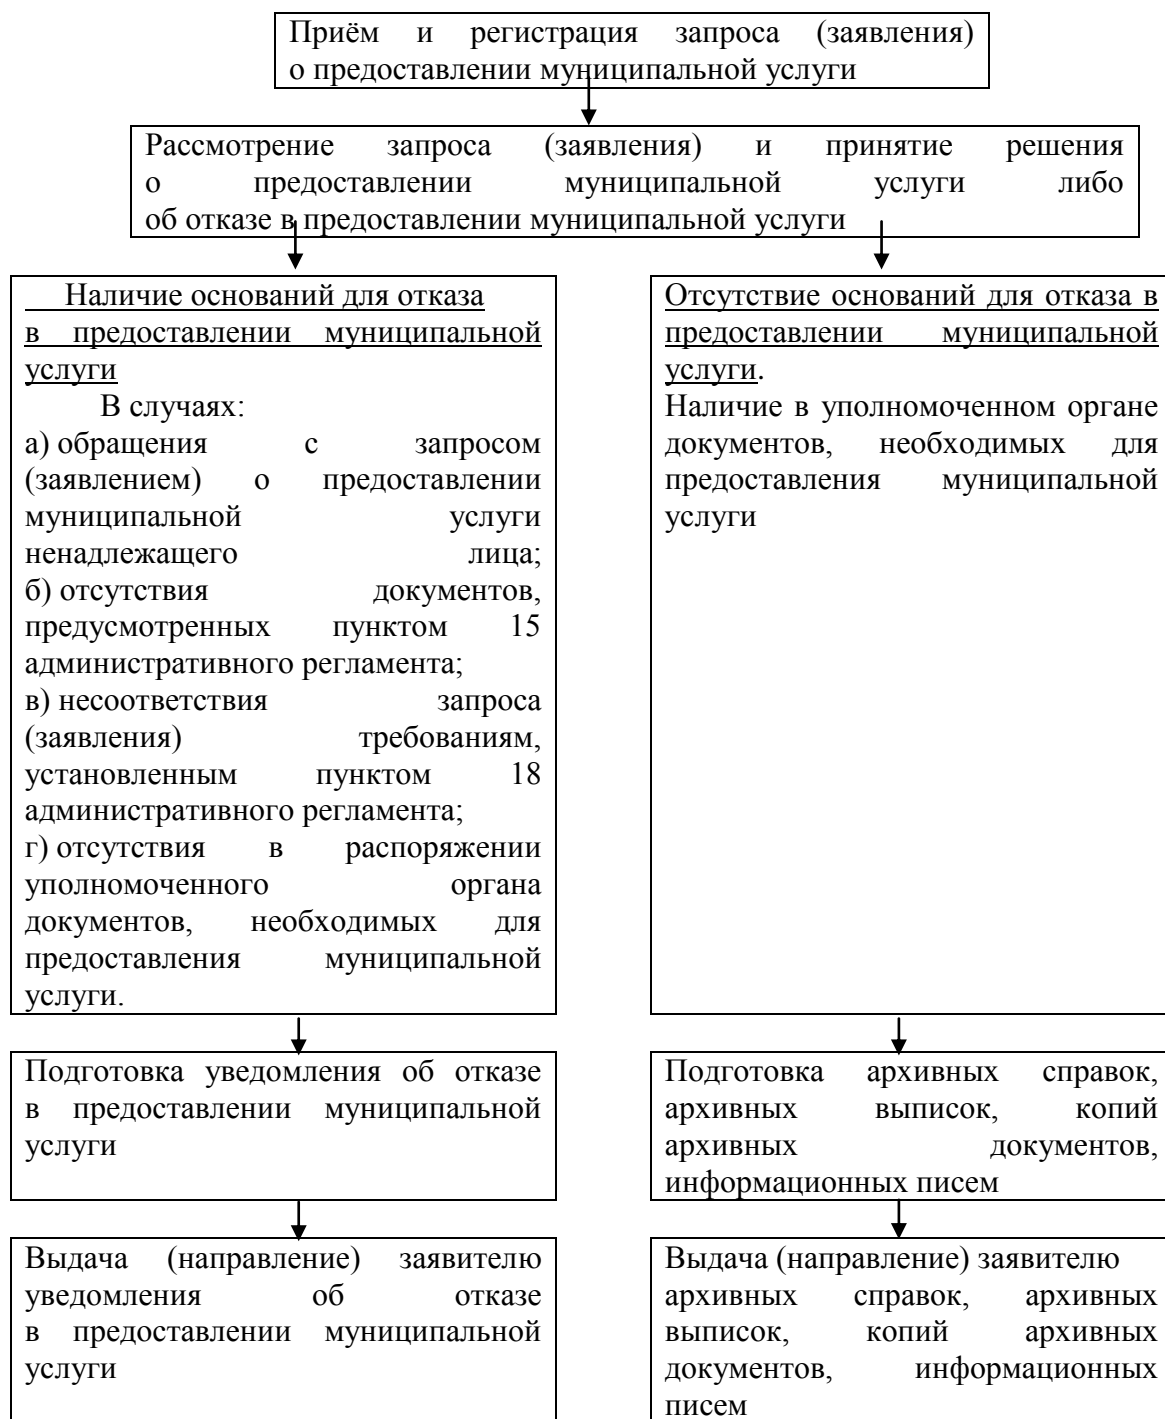 Приём и регистрация запроса (заявления)
о предоставлении муниципальной услуги
Рассмотрение запроса (заявления) и принятие решения
о предоставлении муниципальной услуги либо
об отказе в предоставлении муниципальной услуги
Наличие оснований для отказа
в предоставлении муниципальной
услуги
В случаях:
а) обращения с запросом
(заявлением) о предоставлении
муниципальной услуги
ненадлежащего лица;
б) отсутствия документов,
предусмотренных пунктом 15
административного регламента;
в) несоответствия запроса
(заявления) требованиям,
установленным пунктом 18
административного регламента;
г) отсутствия в распоряжении
уполномоченного органа
документов, необходимых для
предоставления муниципальной
услуги.
Отсутствие оснований для отказа в
предоставлении муниципальной
услуги.
Наличие в уполномоченном органе
документов, необходимых для
предоставления муниципальной
услуги
Подготовка уведомления об отказе
в предоставлении муниципальной
услуги
Подготовка архивных справок,
архивных выписок, копий
архивных документов,
информационных писем
Выдача (направление) заявителю
уведомления об отказе
в предоставлении муниципальной
услуги
Выдача (направление) заявителю
архивных справок, архивных
выписок, копий архивных
документов, информационных
писем